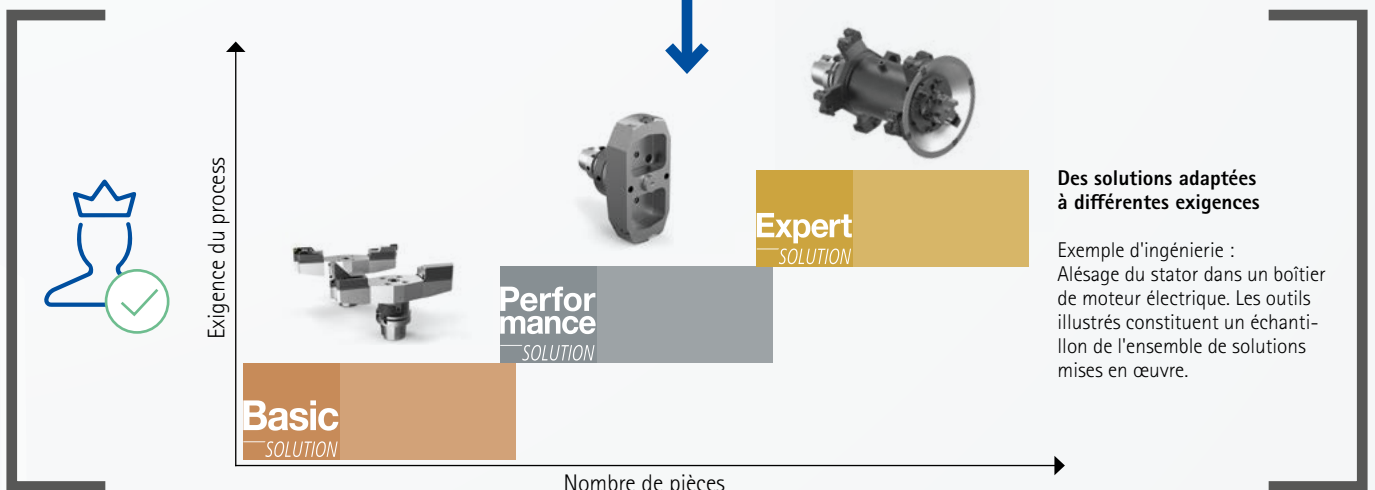 Exigence du process
Expert
SOLUTION
Perfor
mance
SOLUTION
Basic
SOLUTION
Nombre de pièces
Des solutions adaptées
à différentes exigences
Exemple d'ingénierie :
Alésage du stator dans un boîtier
de moteur électrique. Les outils
illustrés constituent un échanti-
llon de l'ensemble de solutions
mises en œuvre.